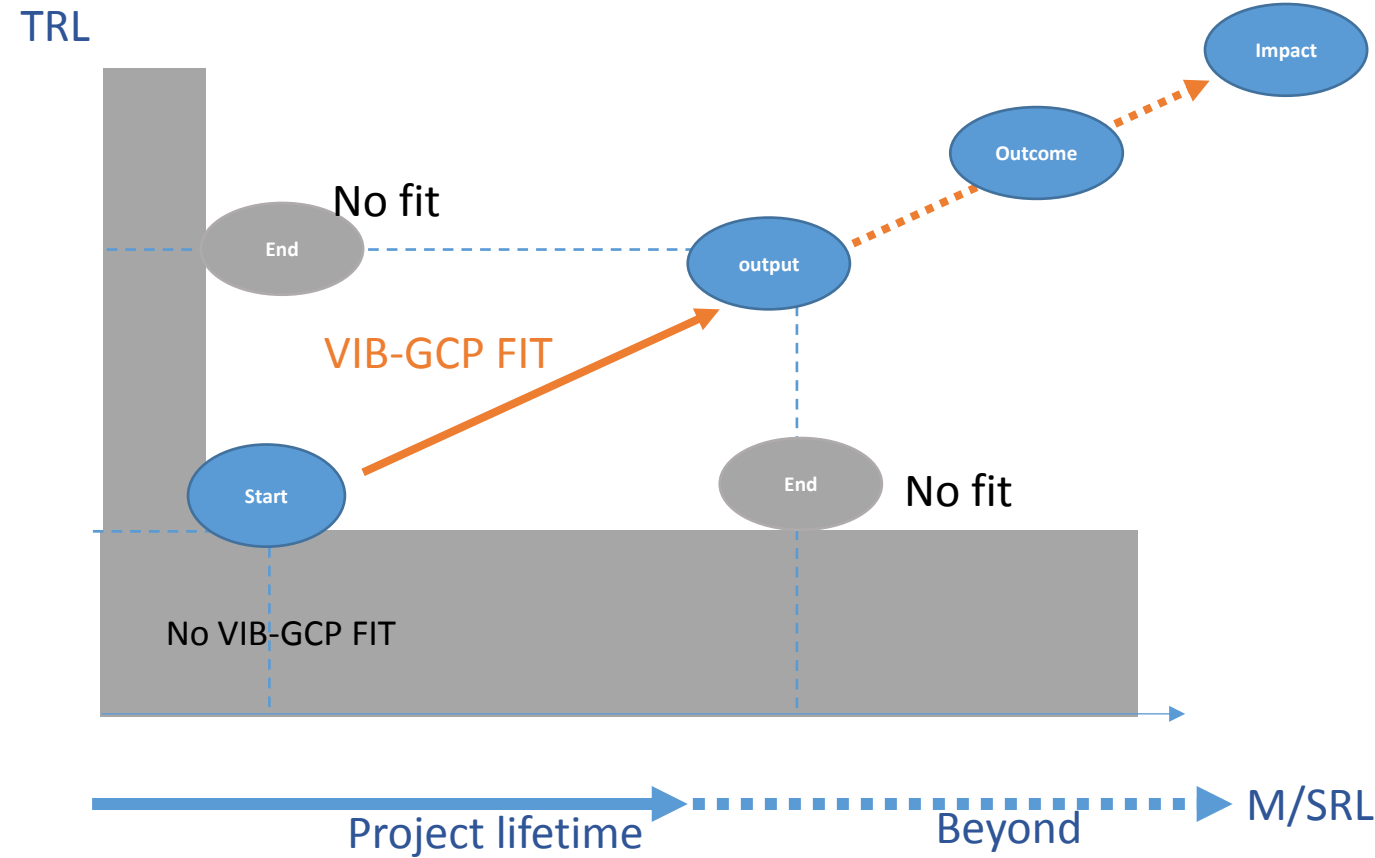 TRL
Impact
Outcome
No fit
End
output
VIB-GCP FIT
Start
End
No fit
No VIB-GCP FIT
M/SRL
Project lifetime
Beyond